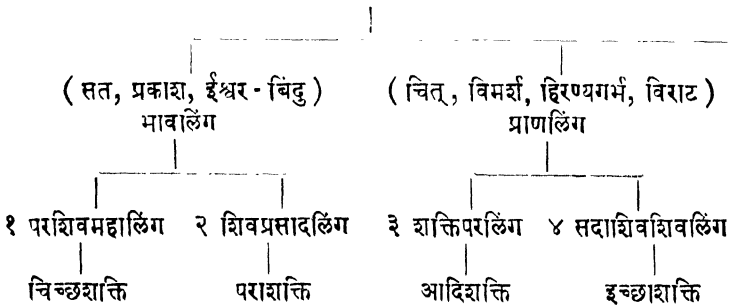 ( सत, प्रकाश, ईश्वर - बिंदु ) ( चित्, विमर्श, हिरण्यगर्भ, विराट )
भावालिंग प्राणलिंग
१ परशिवमहालिंग २ शिवप्रसादलिंग ३ शक्तिपरलिंग ४ सदाशिवशिवलिंग
चिच्छशक्ति पराशक्ति आदिशक्ति इच्छाशक्ति